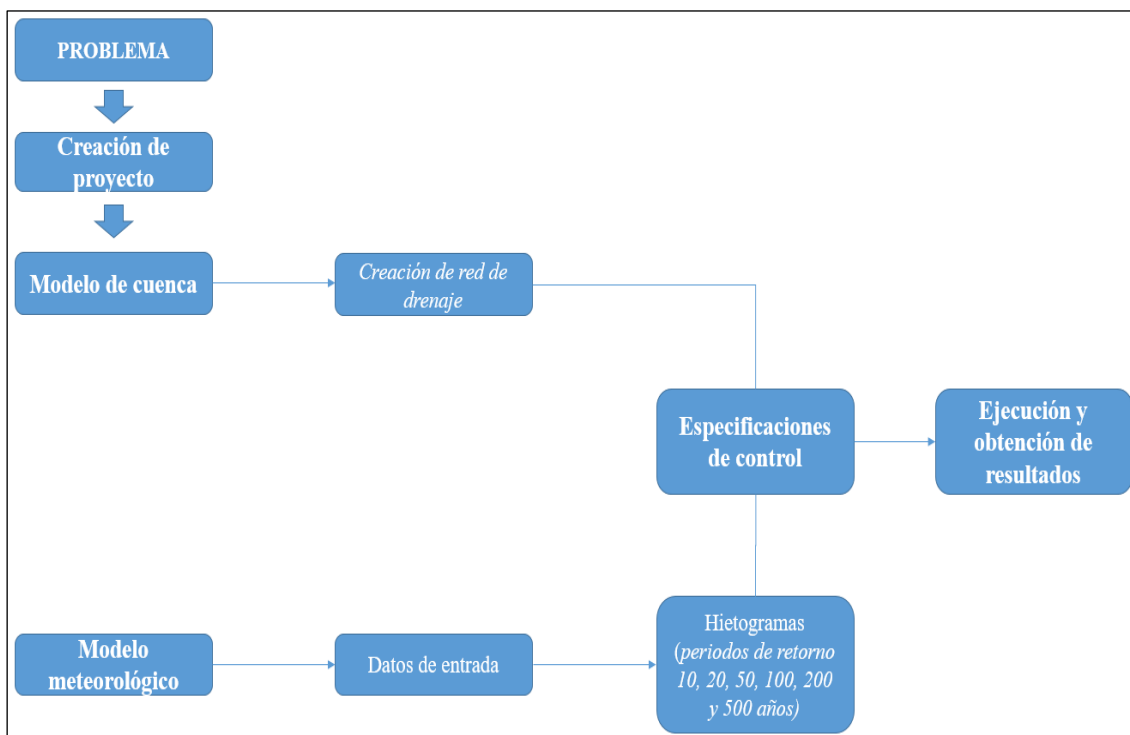 PROBLEMA
Creación de
proyecto
Modelo de cuenca
Creación de red de
drenaje
Especificaciones
de control
Ejecución y
obtención de
resultados
Modelo
meteorológico
Datos de entrada
Hietogramas
(periodos de retorno
10, 20, 50, 100, 200
y 500 años)